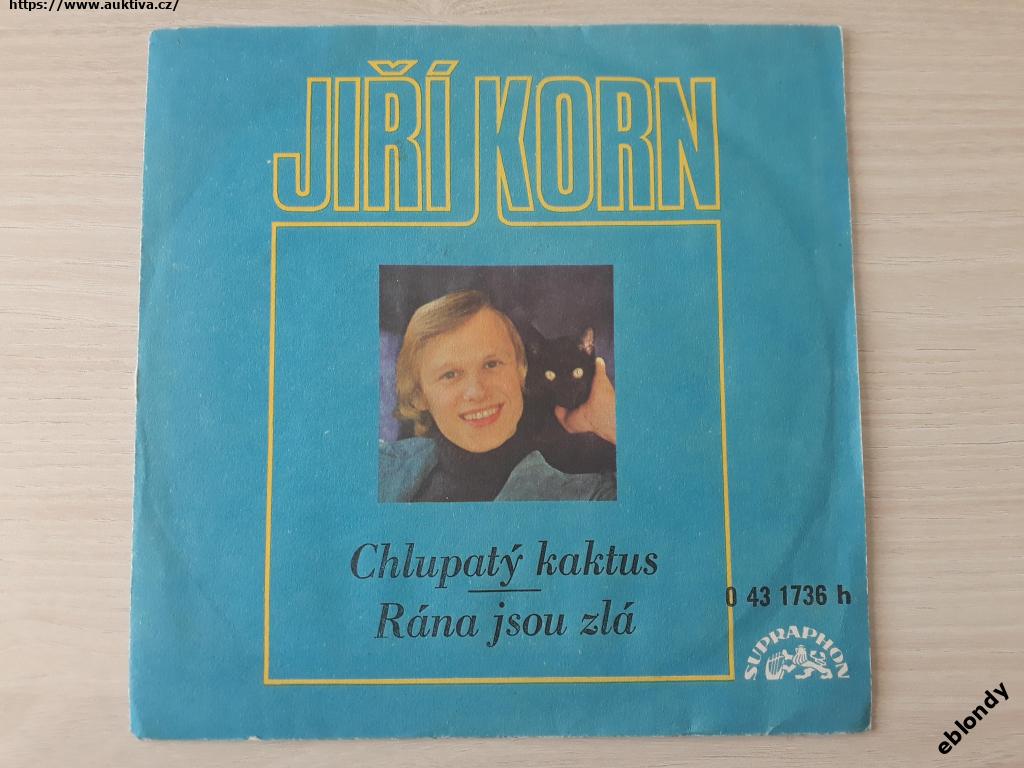 https://www.auktiva.cz/
JIŘÍ KORN
Chlupatý kaktus
Rána jsou zlá
0 43 1736 h
SUPRAPHON
eblondy